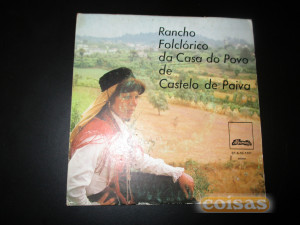 Rancho
Folclórico
da Casa do Povo
de
Castelo de Paiva
coisas